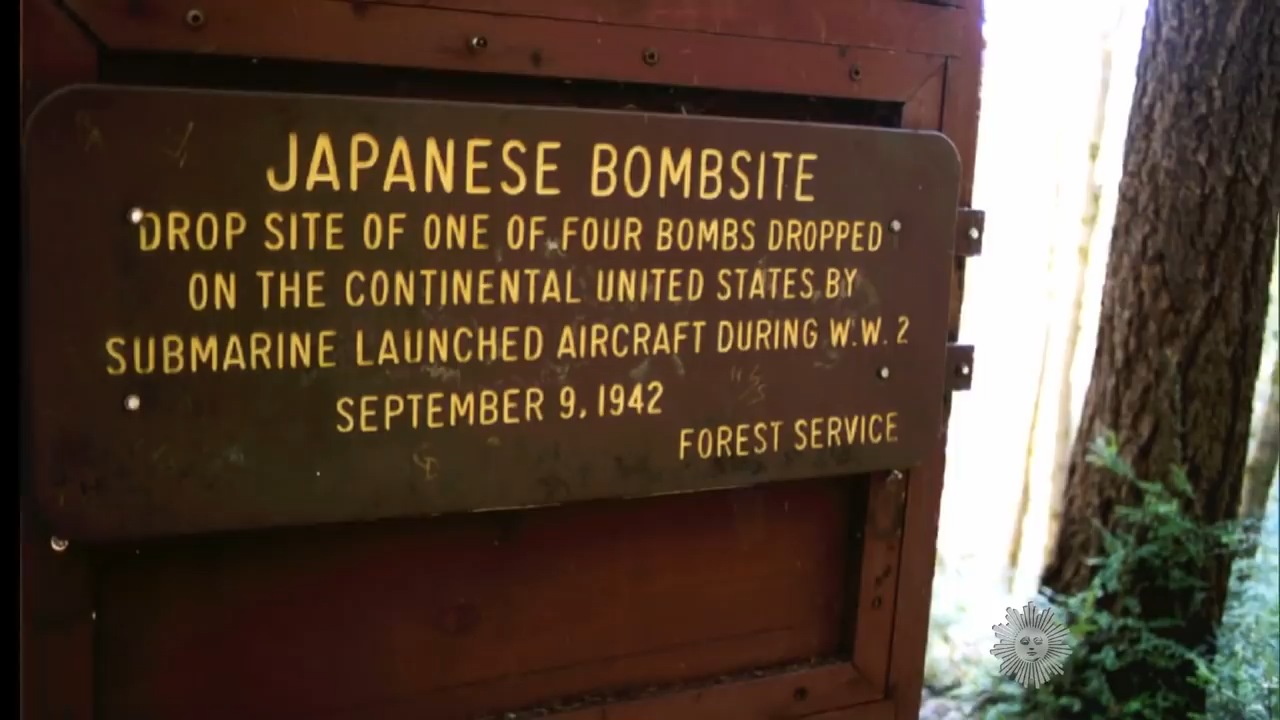 JAPANESE BOMBSITE
DROP SITE OF ONE OF FOUR BOMBS DROPPED
ON THE CONTINENTAL UNITED STATES BY
SUBMARINE LAUNCHED AIRCRAFT DURING W.W. 2
SEPTEMBER 9, 1942
FOREST SERVICE